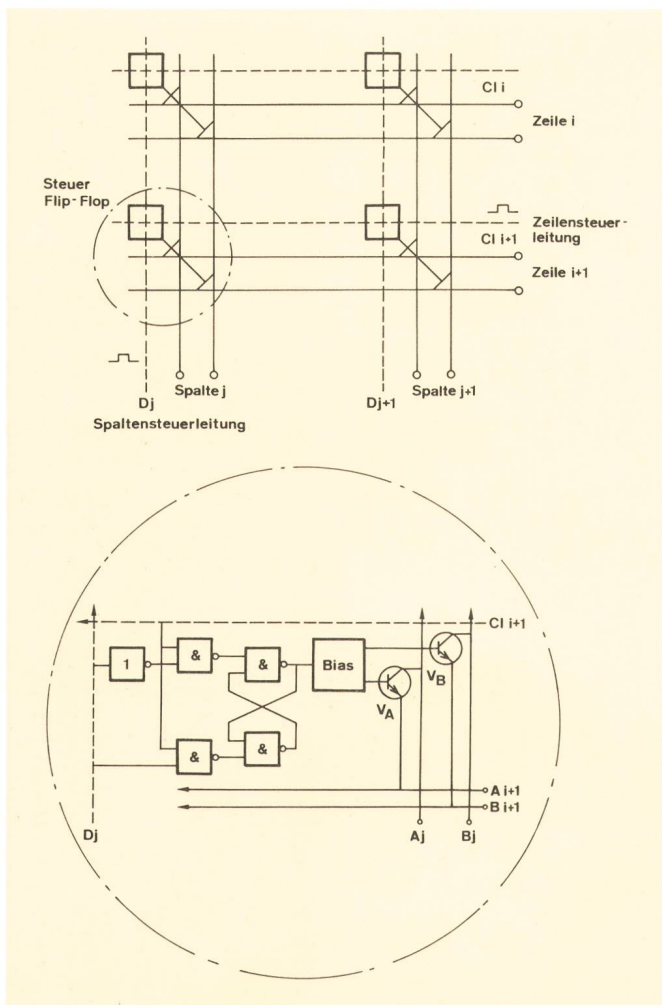 Cl i
Zeile i
Steuer
Flip-Flop
Zeilensteuer-
leitung
Cl i+1
Zeile i+1
Spalte j
Spalte j+1
Dj
Dj+1
Spaltensteuerleitung
Cl i+1
1
&
&
Bias
VB
VA
&
&
A i+1
B i+1
Dj
Aj
Bj